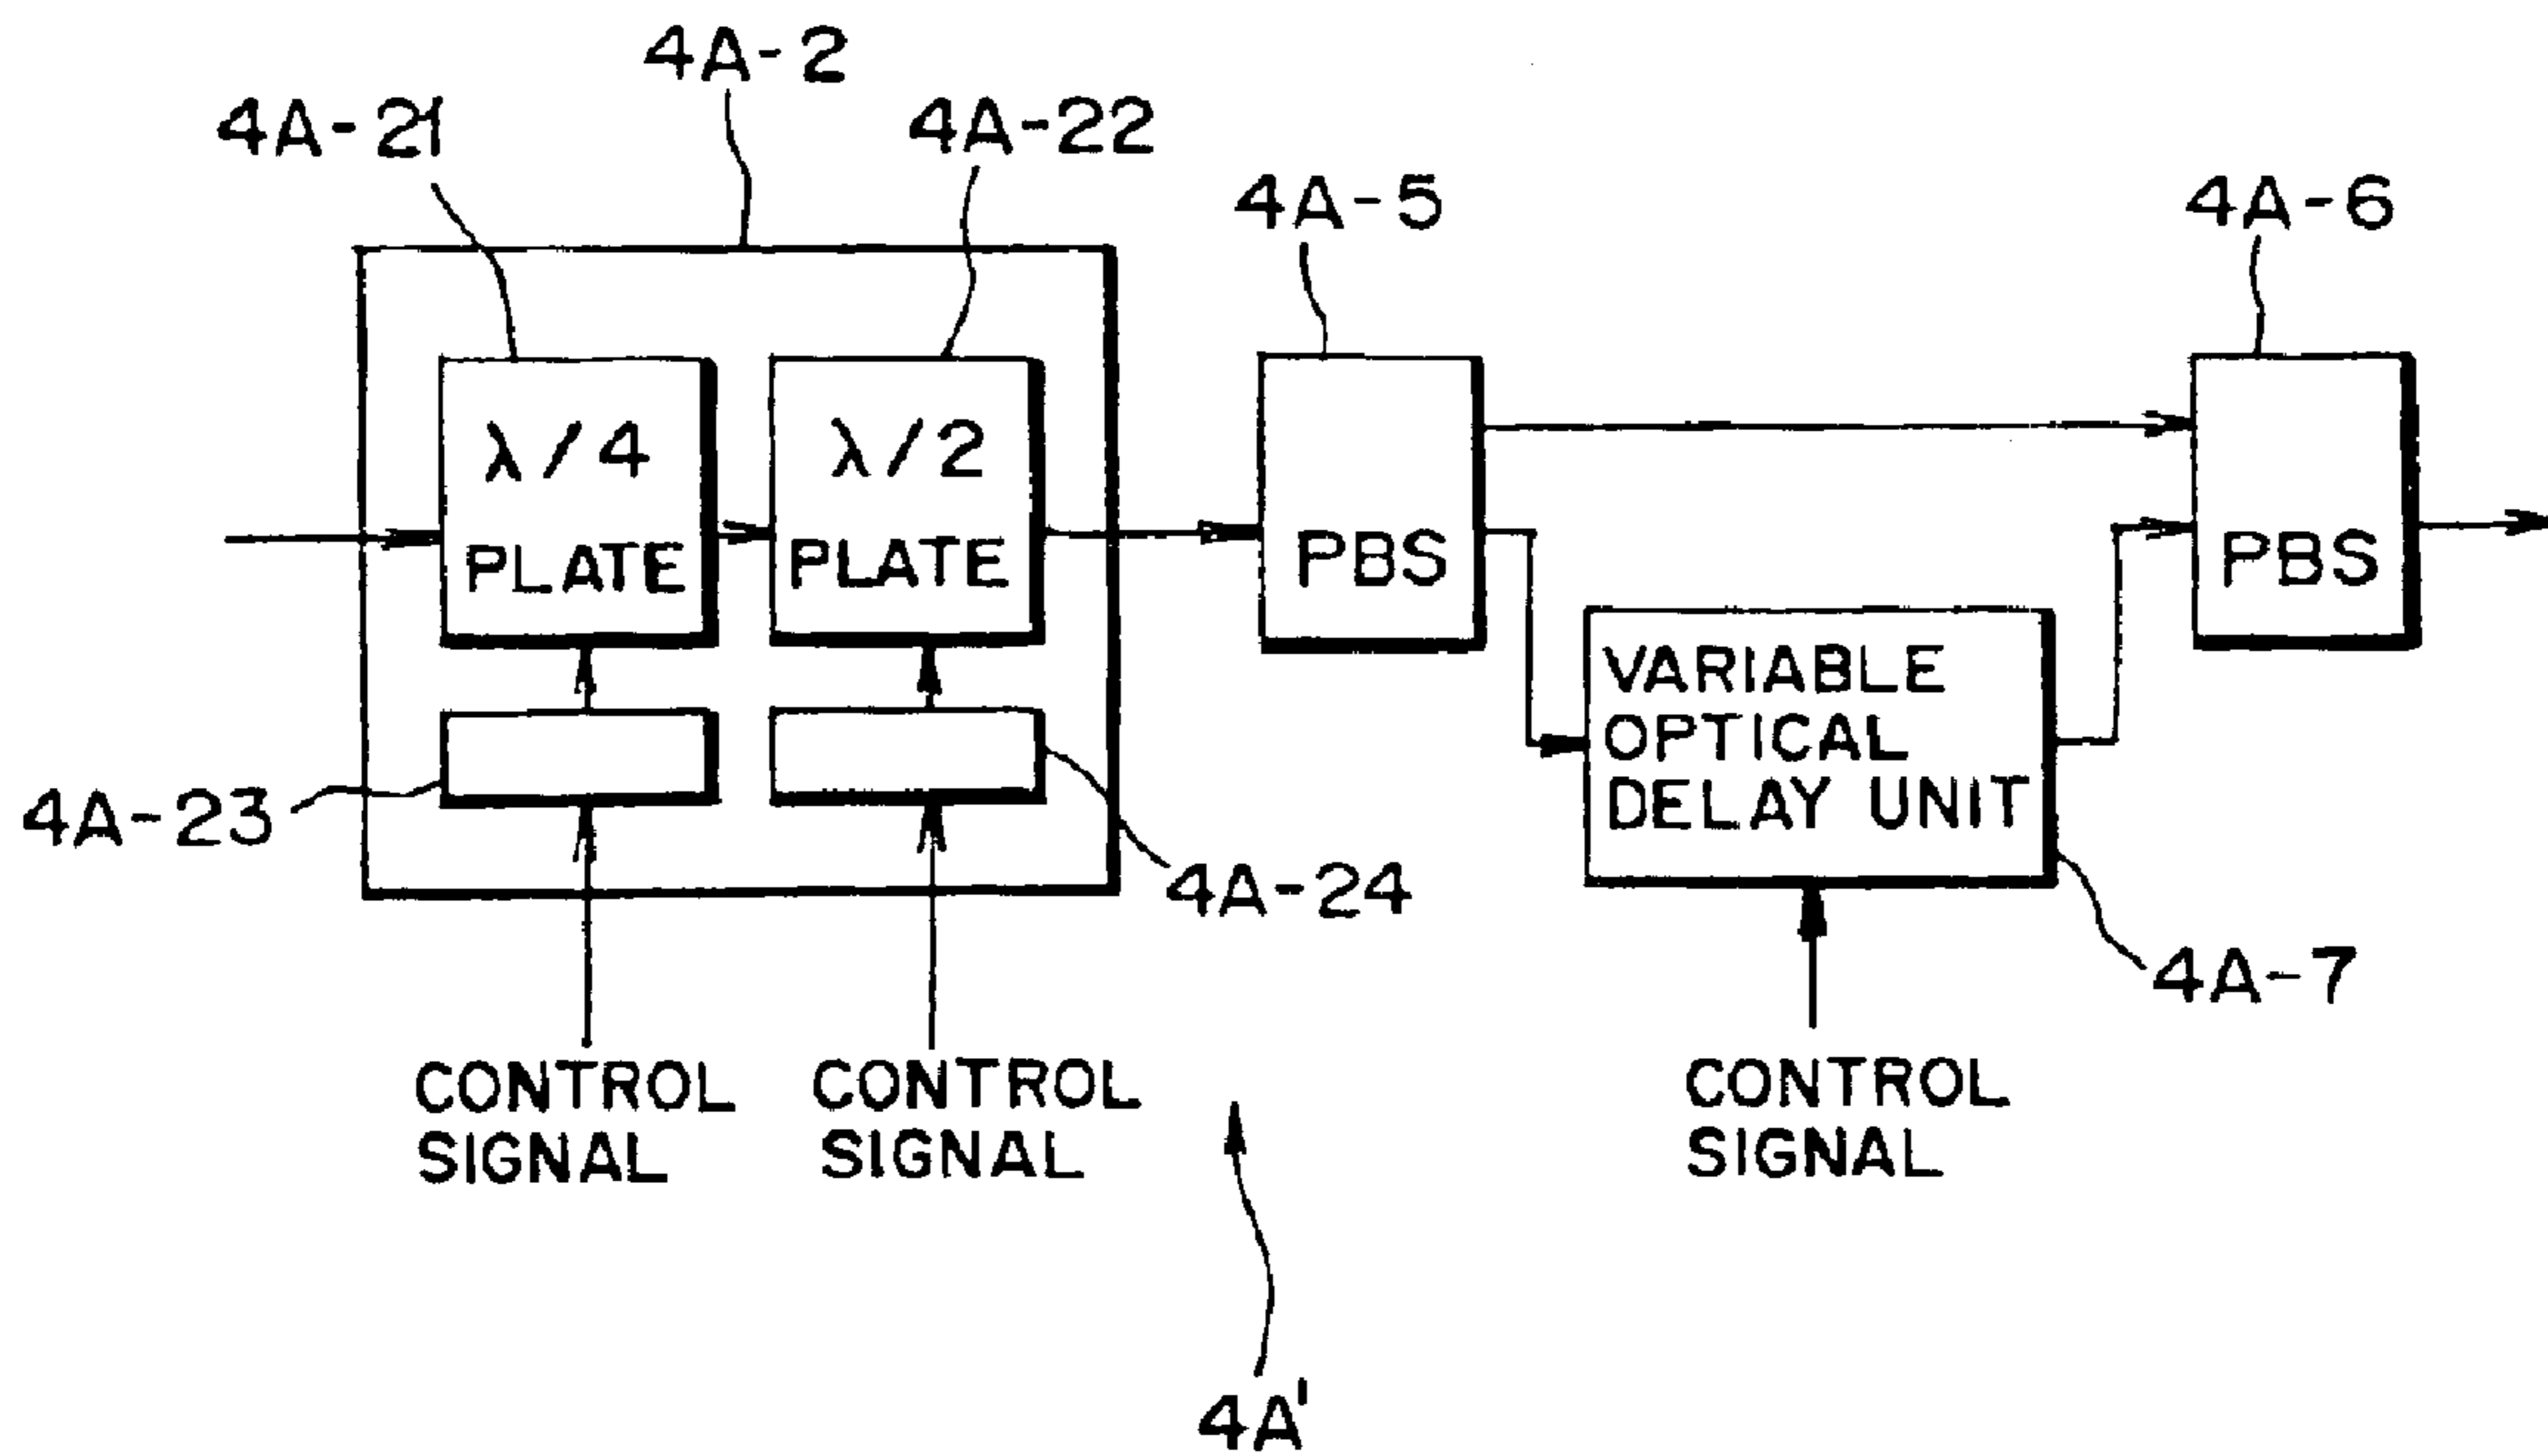 4A-2
4A-21
4A-22
4A-5
4A-6
λ/4
PLATE
λ/2
PLATE
PBS
PBS
VARIABLE
OPTICAL
DELAY UNIT
4A-23
4A-24
4A-7
CONTROL
SIGNAL
CONTROL
SIGNAL
CONTROL
SIGNAL
4A'